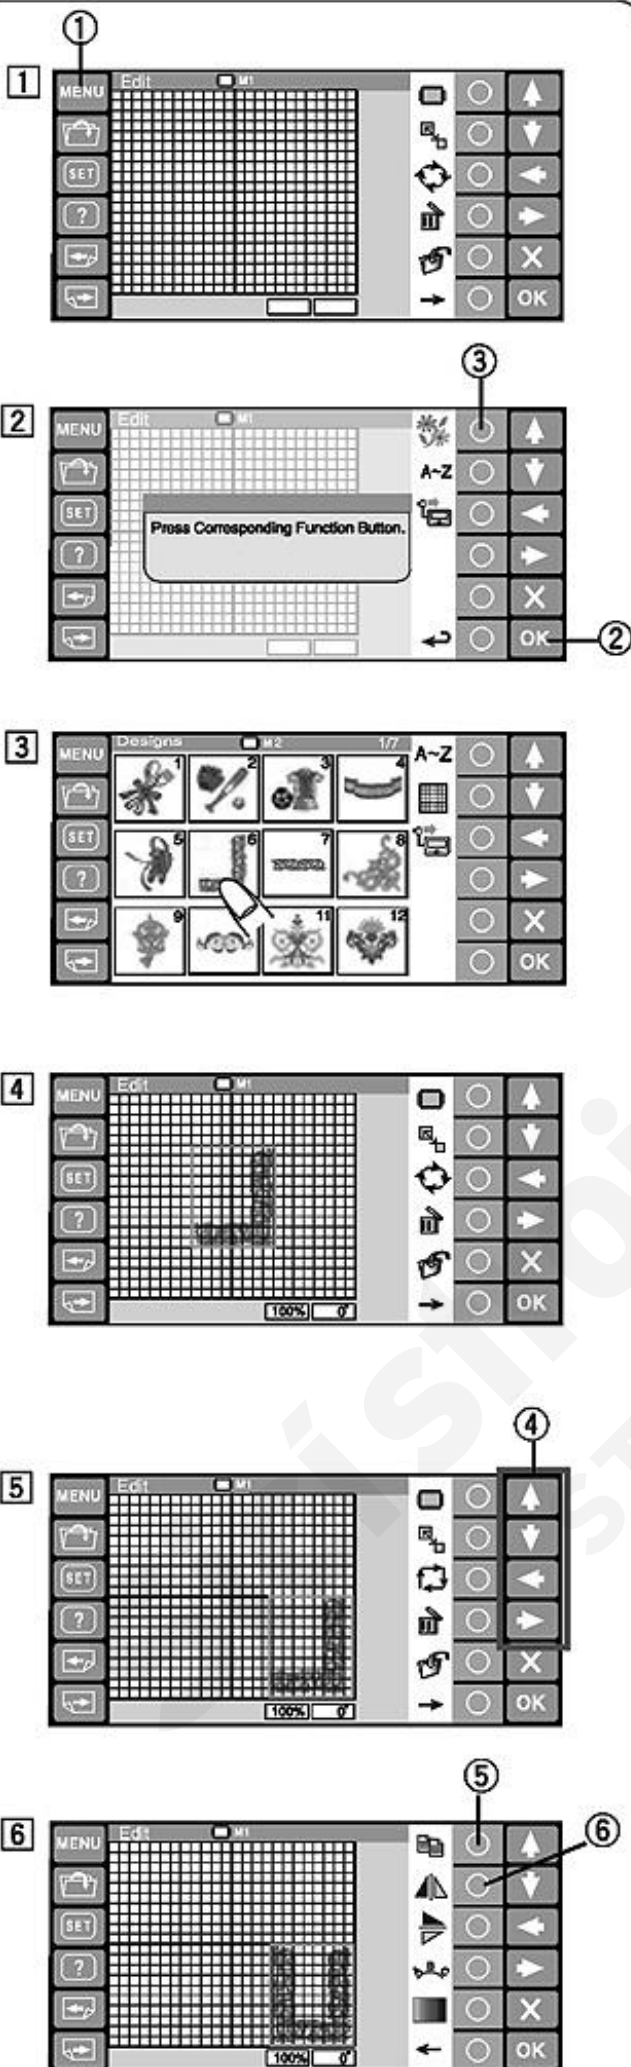 ①
1
MENU Edit M1
SET
?
X
OK
③
2
MENU Edit M1
A~Z
SET
Press Corresponding Function Button.
?
X
OK ②
3
MENU Designs M2 1/7 A~Z
1 2 3 4
SET
5 6 7 8
?
X
9 11 12
OK
4
MENU Edit M1
SET
?
X
100% 0° OK
④
5
MENU Edit M1
SET
?
X
100% 0° OK
⑤
⑥
6
MENU Edit M1
SET
?
X
100% 0° OK